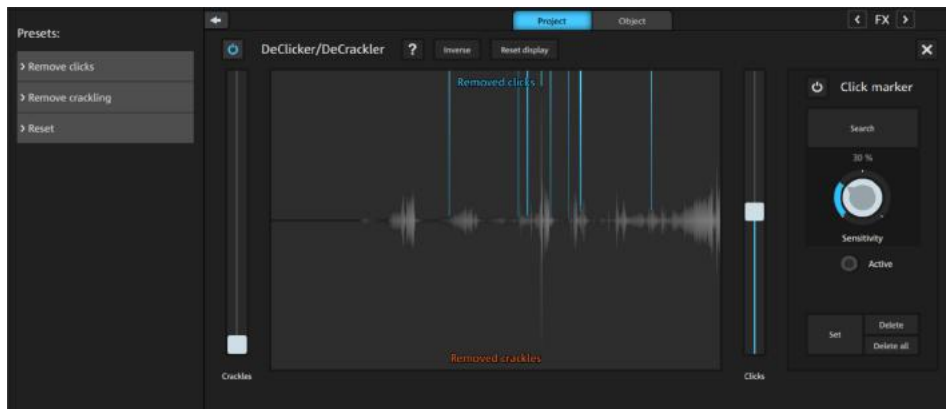 Presets:
> Remove clicks
> Remove crackling
> Reset
Project
Object
< FX >
DeClicker/DeCrackler
?
Inverse
Reset display
Removed clicks
Removed crackles
Crackles
Clicks
Click marker
Search
30 %
Sensitivity
Active
Set
Delete
Delete all